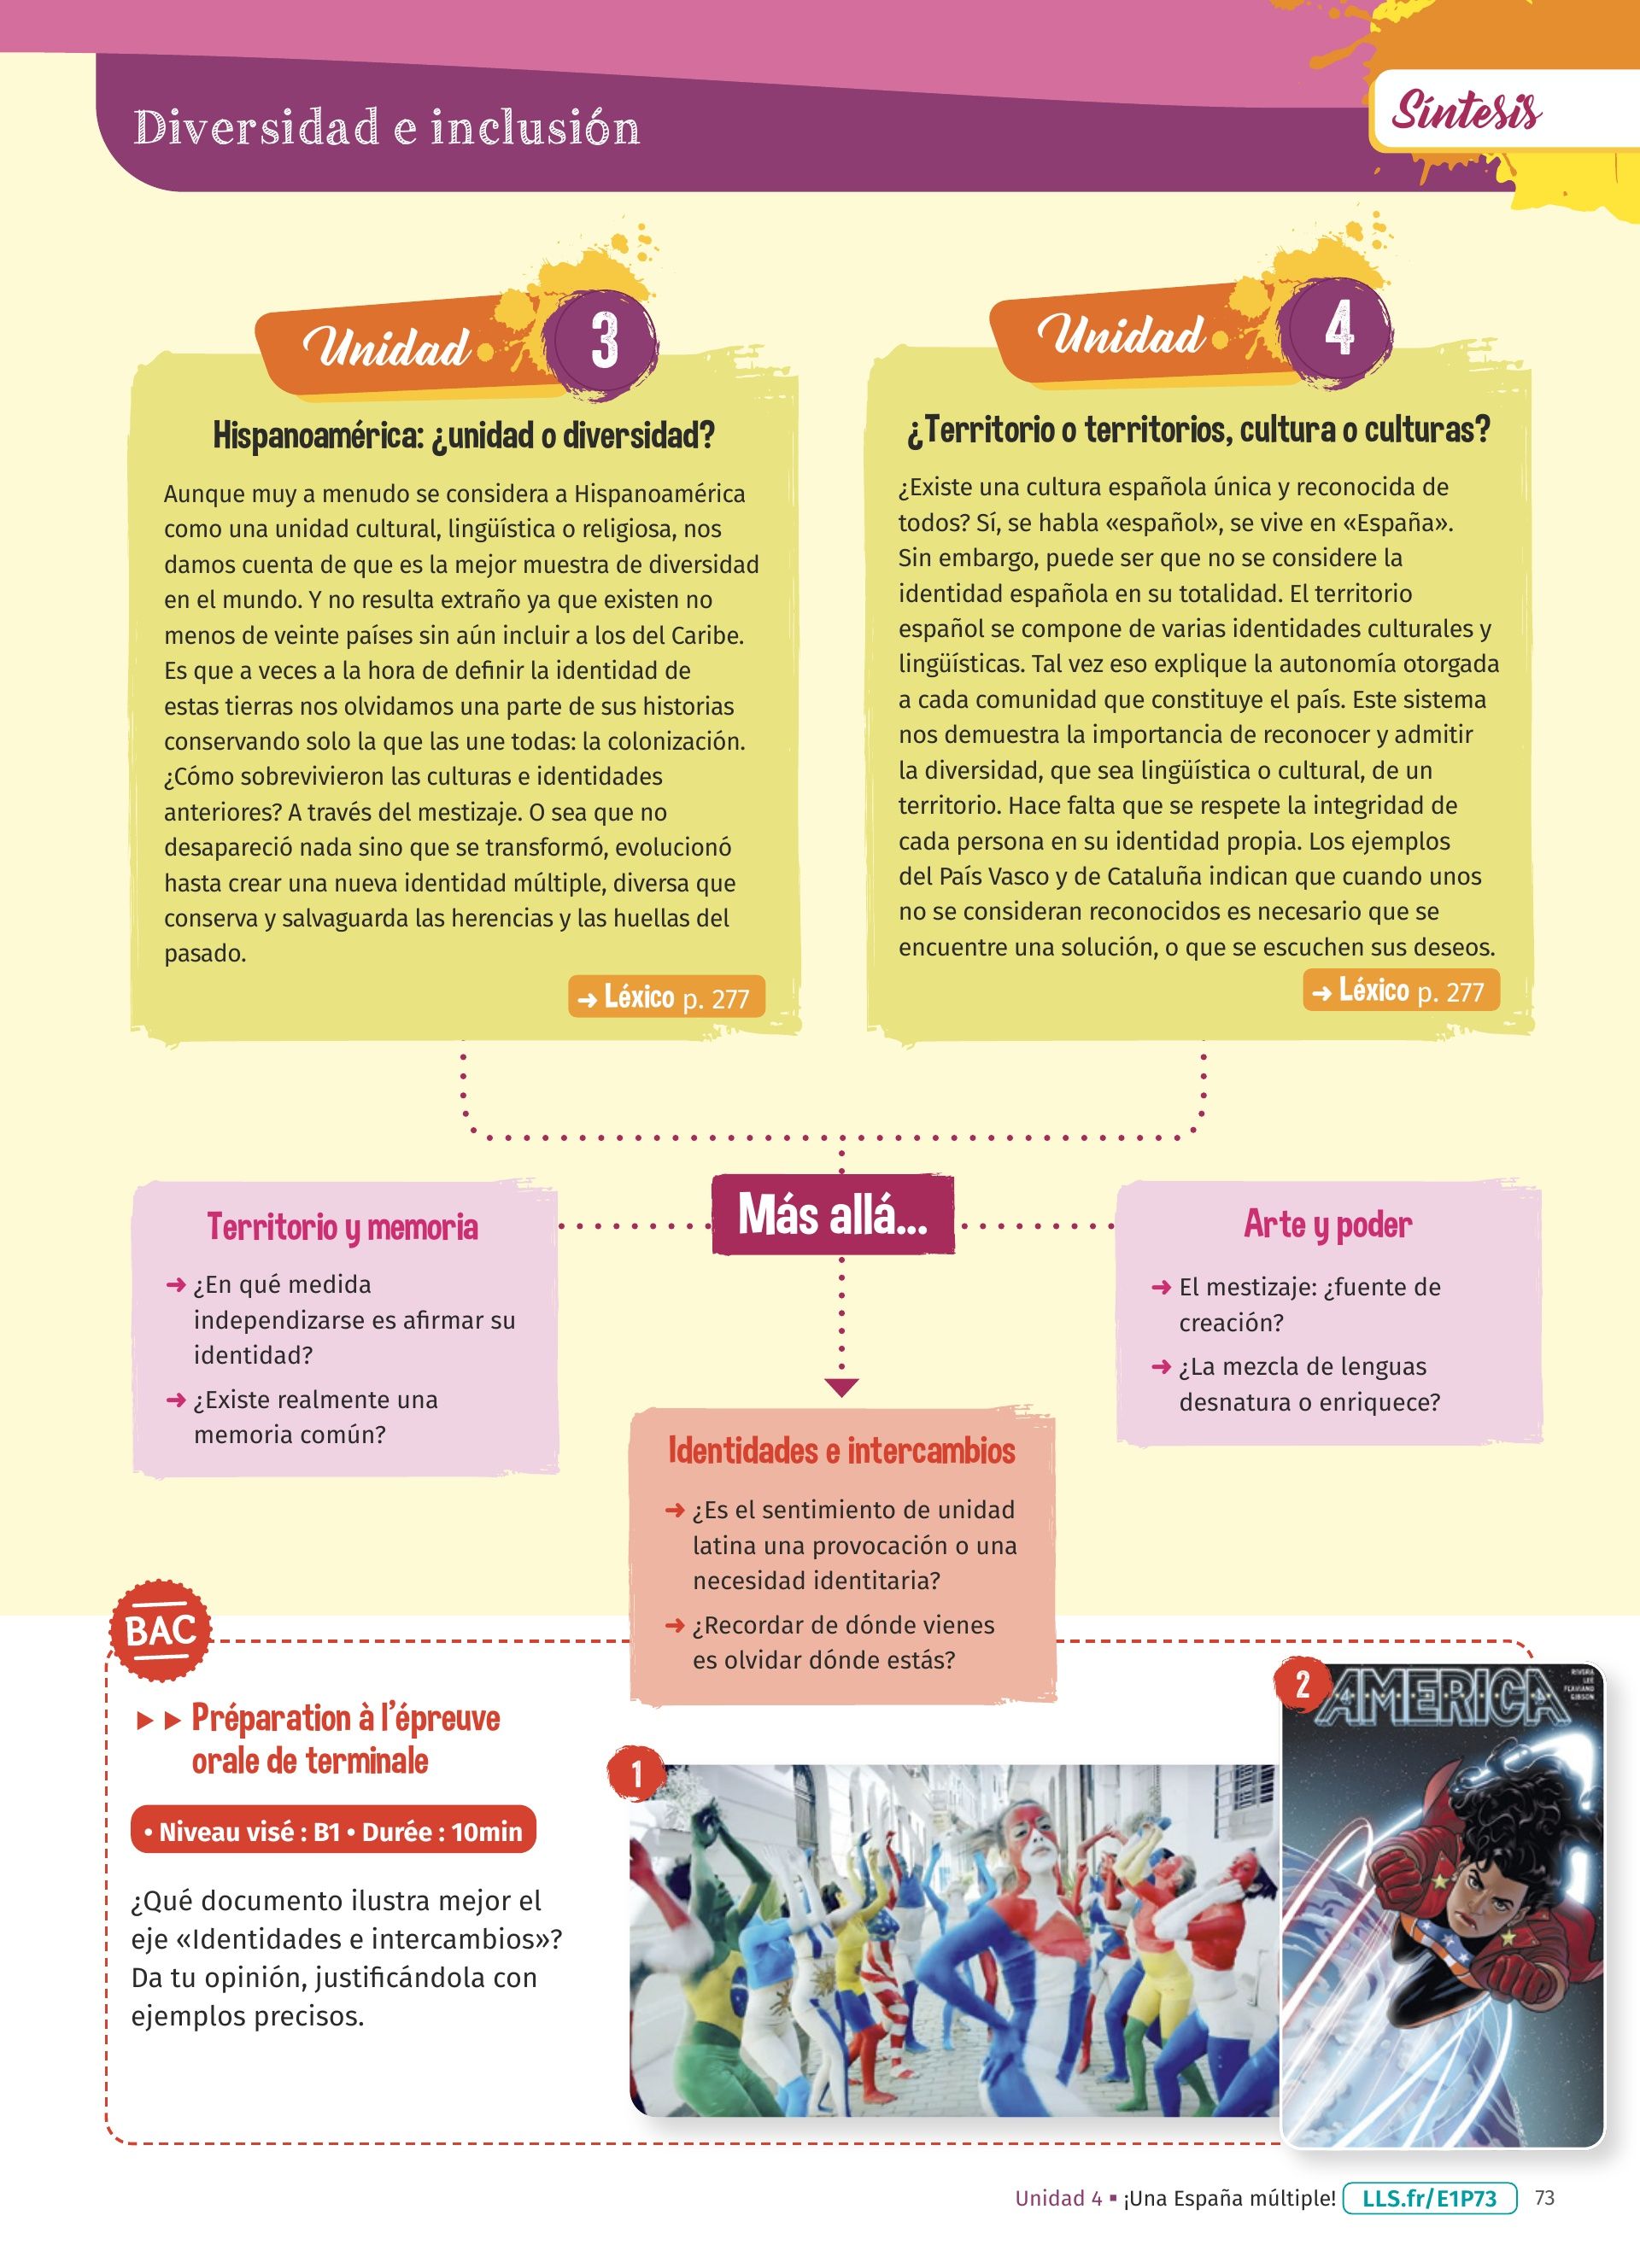 Diversidad e inclusión
Síntesis
Unidad 3
Hispanoamérica: ¿unidad o diversidad?
Aunque muy a menudo se considera a Hispanoamérica
como una unidad cultural, lingüística o religiosa, nos
damos cuenta de que es la mejor muestra de diversidad
en el mundo. Y no resulta extraño ya que existen no
menos de veinte países sin aún incluir a los del Caribe.
Es que a veces a la hora de definir la identidad de
estas tierras nos olvidamos una parte de sus historias
conservando solo la que las une todas: la colonización.
¿Cómo sobrevivieron las culturas e identidades
anteriores? A través del mestizaje. O sea que no
desapareció nada sino que se transformó, evolucionó
hasta crear una nueva identidad múltiple, diversa que
conserva y salvaguarda las herencias y las huellas del
pasado.
➜ Léxico p. 277
Unidad 4
¿Territorio o territorios, cultura o culturas?
¿Existe una cultura española única y reconocida de
todos? Sí, se habla «español», se vive en «España».
Sin embargo, puede ser que no se considere la
identidad española en su totalidad. El territorio
español se compone de varias identidades culturales y
lingüísticas. Tal vez eso explique la autonomía otorgada
a cada comunidad que constituye el país. Este sistema
nos demuestra la importancia de reconocer y admitir
la diversidad, que sea lingüística o cultural, de un
territorio. Hace falta que se respete la integridad de
cada persona en su identidad propia. Los ejemplos
del País Vasco y de Cataluña indican que cuando unos
no se consideran reconocidos es necesario que se
encuentre una solución, o que se escuchen sus deseos.
➜ Léxico p. 277
Más allá...
Territorio y memoria
➜ ¿En qué medida
independizarse es afirmar su
identidad?
➜ ¿Existe realmente una
memoria común?
Arte y poder
➜ El mestizaje: ¿fuente de
creación?
➜ ¿La mezcla de lenguas
desnatura o enriquece?
Identidades e intercambios
➜ ¿Es el sentimiento de unidad
latina una provocación o una
necesidad identitaria?
➜ ¿Recordar de dónde vienes
es olvidar dónde estás?
BAC
▸▸ Préparation à l'épreuve
orale de terminale
• Niveau visé : B1 • Durée : 10min
¿Qué documento ilustra mejor el
eje «Identidades e intercambios»?
Da tu opinión, justificándola con
ejemplos precisos.
1
2
AMERICA
RIVERA
LEE
FLAVIANO
GIBSON
Unidad 4 ▪ ¡Una España múltiple! LLS.fr/E1P73 73